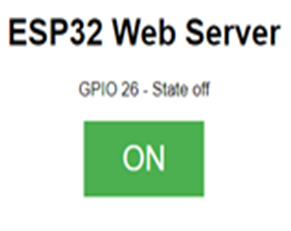 ESP32 Web Server
GPIO 26 - State off
ON